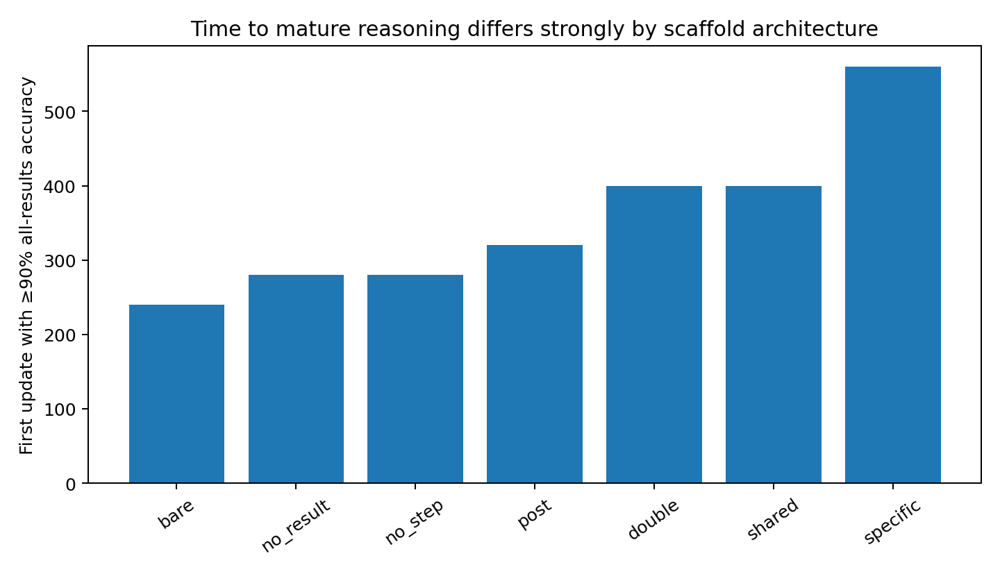 Time to mature reasoning differs strongly by scaffold architecture
First update with ≥90% all-results accuracy
500
400
300
200
100
0
bare
no_result
no_step
post
double
shared
specific